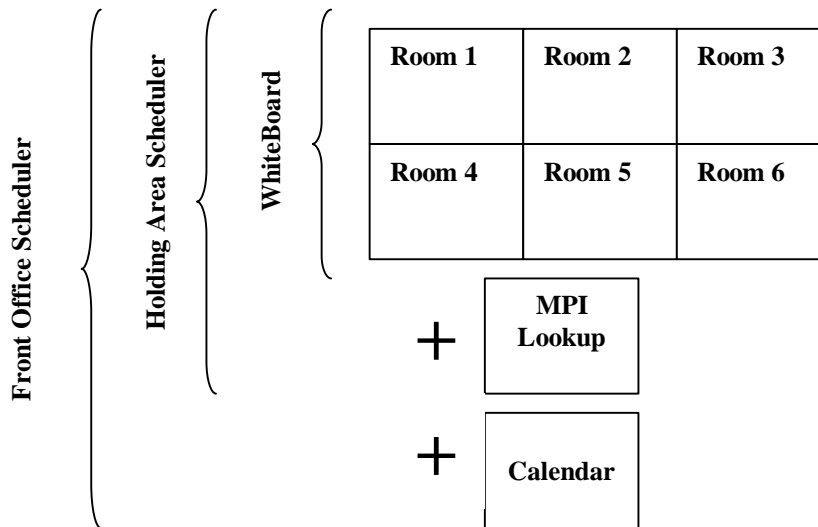 Front Office Scheduler
Holding Area Scheduler
WhiteBoard
Room 1 Room 2 Room 3
Room 4 Room 5 Room 6
+ MPI
Lookup
+ Calendar